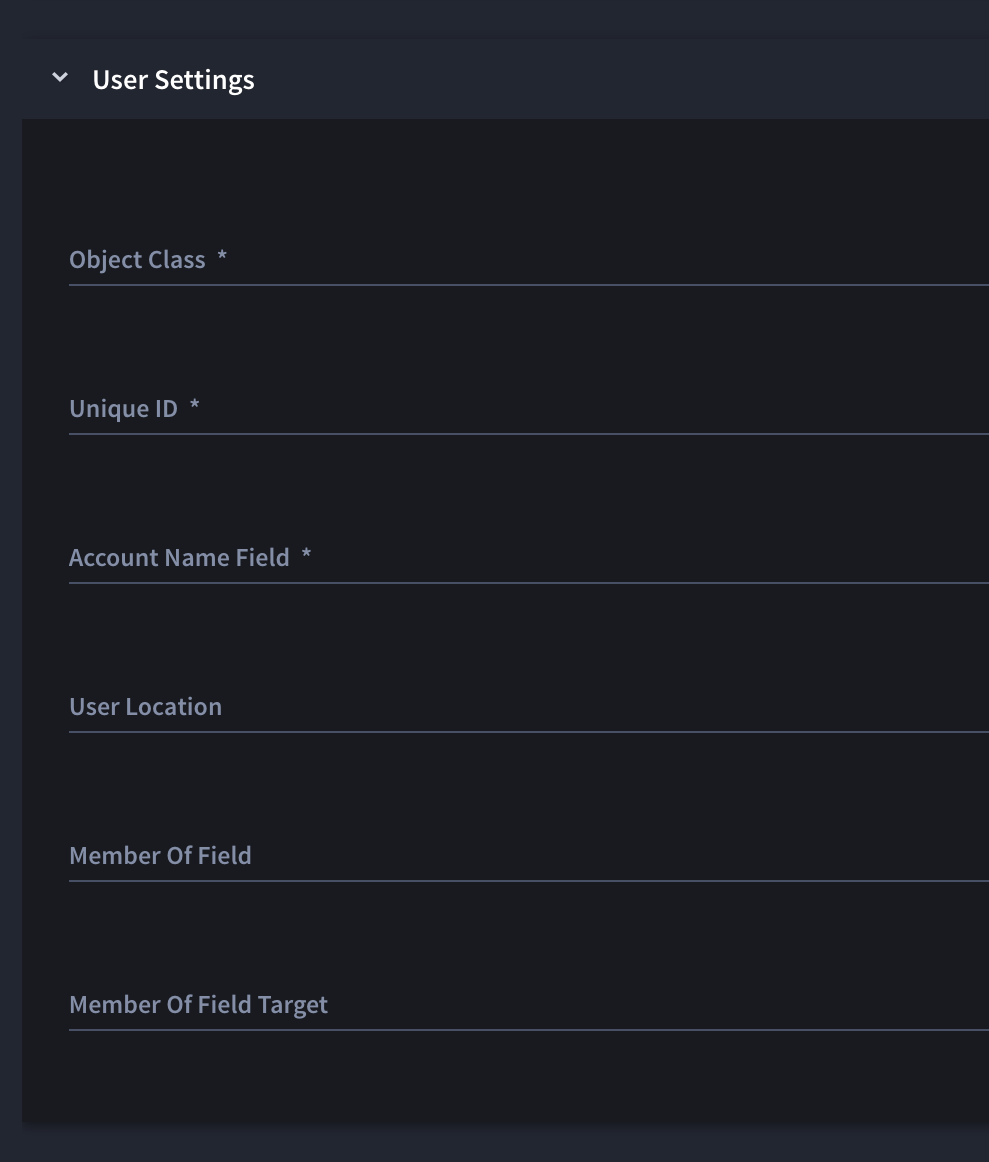 User Settings
Object Class *
Unique ID *
Account Name Field *
User Location
Member Of Field
Member Of Field Target